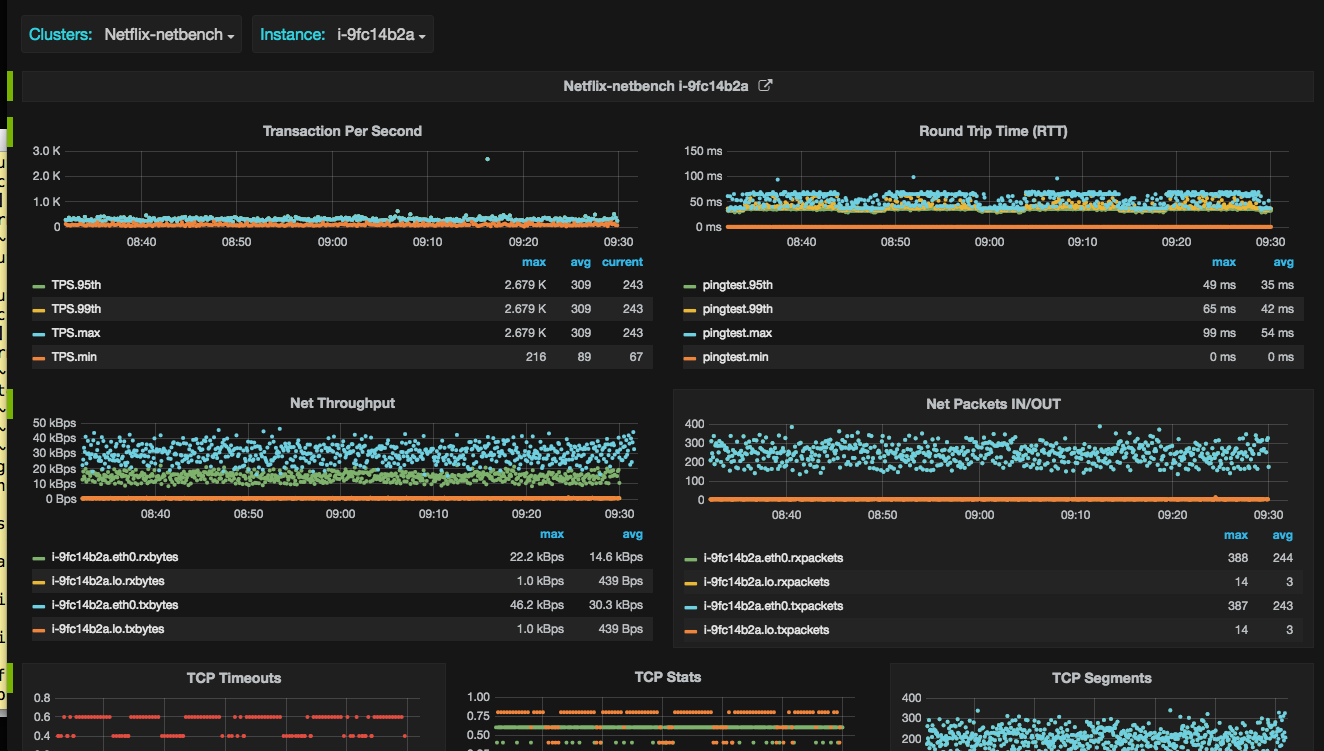 Clusters: Netflix-netbench Instance: i-9fc14b2a
Netflix-netbench i-9fc14b2a
Transaction Per Second
3.0 K
2.0 K
1.0 K
0
08:40 08:50 09:00 09:10 09:20 09:30
max avg current
TPS.95th 2.679 K 309 243
TPS.99th 2.679 K 309 243
TPS.max 2.679 K 309 243
TPS.min 216 89 67
Round Trip Time (RTT)
150 ms
100 ms
50 ms
0 ms
08:40 08:50 09:00 09:10 09:20 09:30
max avg
pingtest.95th 49 ms 35 ms
pingtest.99th 65 ms 42 ms
pingtest.max 99 ms 54 ms
pingtest.min 0 ms 0 ms
Net Throughput
50 kBps
40 kBps
30 kBps
20 kBps
10 kBps
0 Bps
08:40 08:50 09:00 09:10 09:20 09:30
max avg
i-9fc14b2a.eth0.rxbytes 22.2 kBps 14.6 kBps
i-9fc14b2a.lo.rxbytes 1.0 kBps 439 Bps
i-9fc14b2a.eth0.txbytes 46.2 kBps 30.3 kBps
i-9fc14b2a.lo.txbytes 1.0 kBps 439 Bps
Net Packets IN/OUT
400
300
200
100
0
08:40 08:50 09:00 09:10 09:20 09:30
max avg
i-9fc14b2a.eth0.rxpackets 388 244
i-9fc14b2a.lo.rxpackets 14 3
i-9fc14b2a.eth0.txpackets 387 243
i-9fc14b2a.lo.txpackets 14 3
TCP Timeouts
0.8
0.6
0.4
TCP Stats
1.00
0.75
0.50
TCP Segments
400
300
200